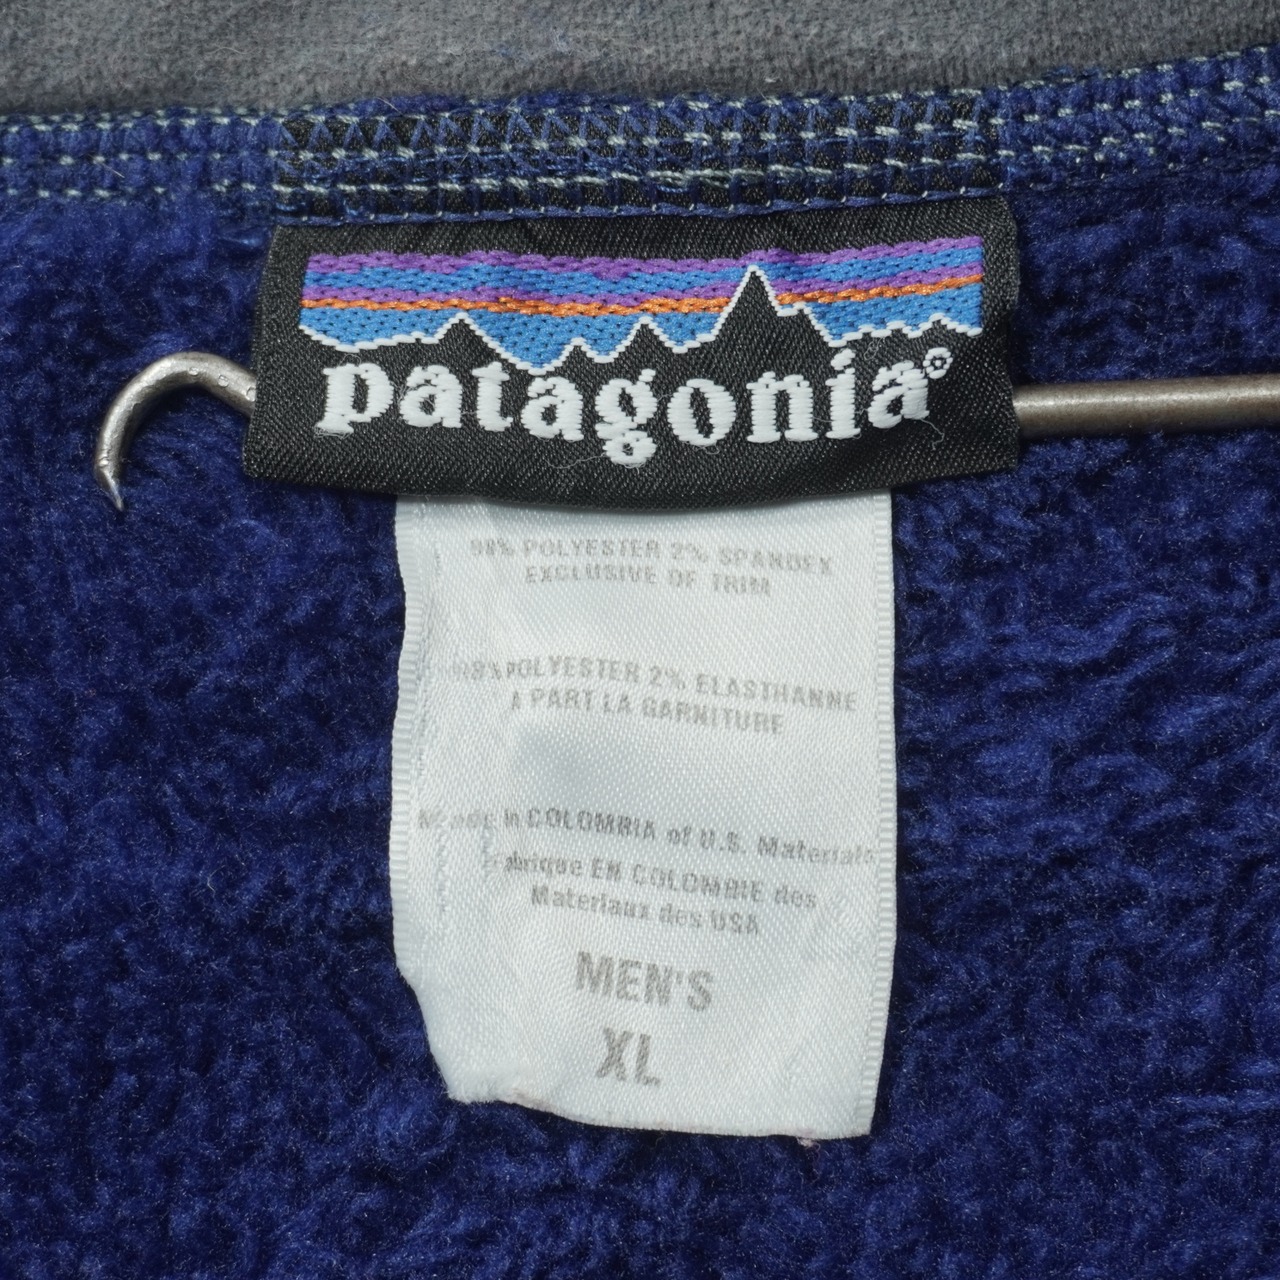 patagonia®
98% POLYESTER 2% SPANDEX
EXCLUSIVE OF TRIM
98% POLYESTER 2% ELASTHANNE
À PART LA GARNITURE
Made in COLOMBIA of U.S. Materials
Fabrique EN COLOMBIE des
Materiaux des USA
MEN'S
XL